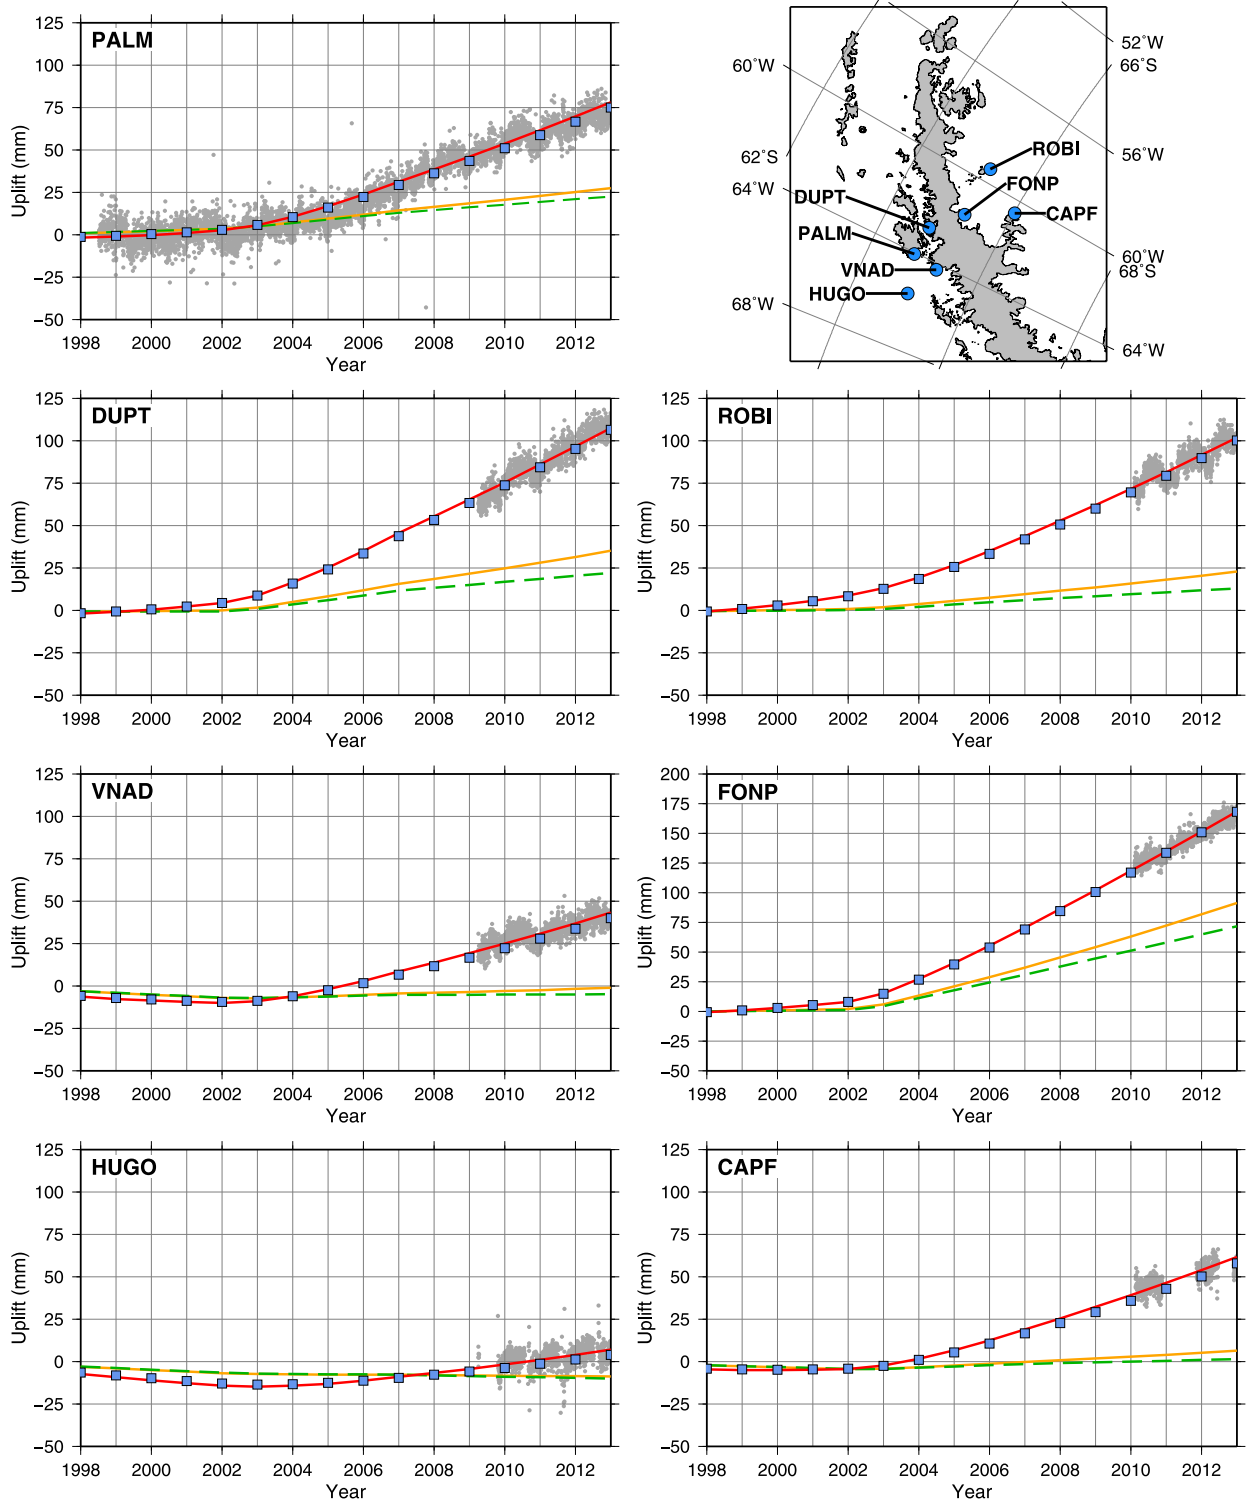 PALM
Uplift (mm)
125
100
75
50
25
0
−25
−50
1998 2000 2002 2004 2006 2008 2010 2012
Year
60˚W
62˚S
64˚W
68˚W
52˚W
66˚S
56˚W
60˚W
68˚S
64˚W
ROBI
FONP
CAPF
DUPT
PALM
VNAD
HUGO
DUPT
Uplift (mm)
125
100
75
50
25
0
−25
−50
1998 2000 2002 2004 2006 2008 2010 2012
Year
ROBI
Uplift (mm)
125
100
75
50
25
0
−25
−50
1998 2000 2002 2004 2006 2008 2010 2012
Year
VNAD
Uplift (mm)
125
100
75
50
25
0
−25
−50
1998 2000 2002 2004 2006 2008 2010 2012
Year
FONP
Uplift (mm)
200
175
150
125
100
75
50
25
0
−25
−50
1998 2000 2002 2004 2006 2008 2010 2012
Year
HUGO
Uplift (mm)
125
100
75
50
25
0
−25
−50
1998 2000 2002 2004 2006 2008 2010 2012
Year
CAPF
Uplift (mm)
125
100
75
50
25
0
−25
−50
1998 2000 2002 2004 2006 2008 2010 2012
Year